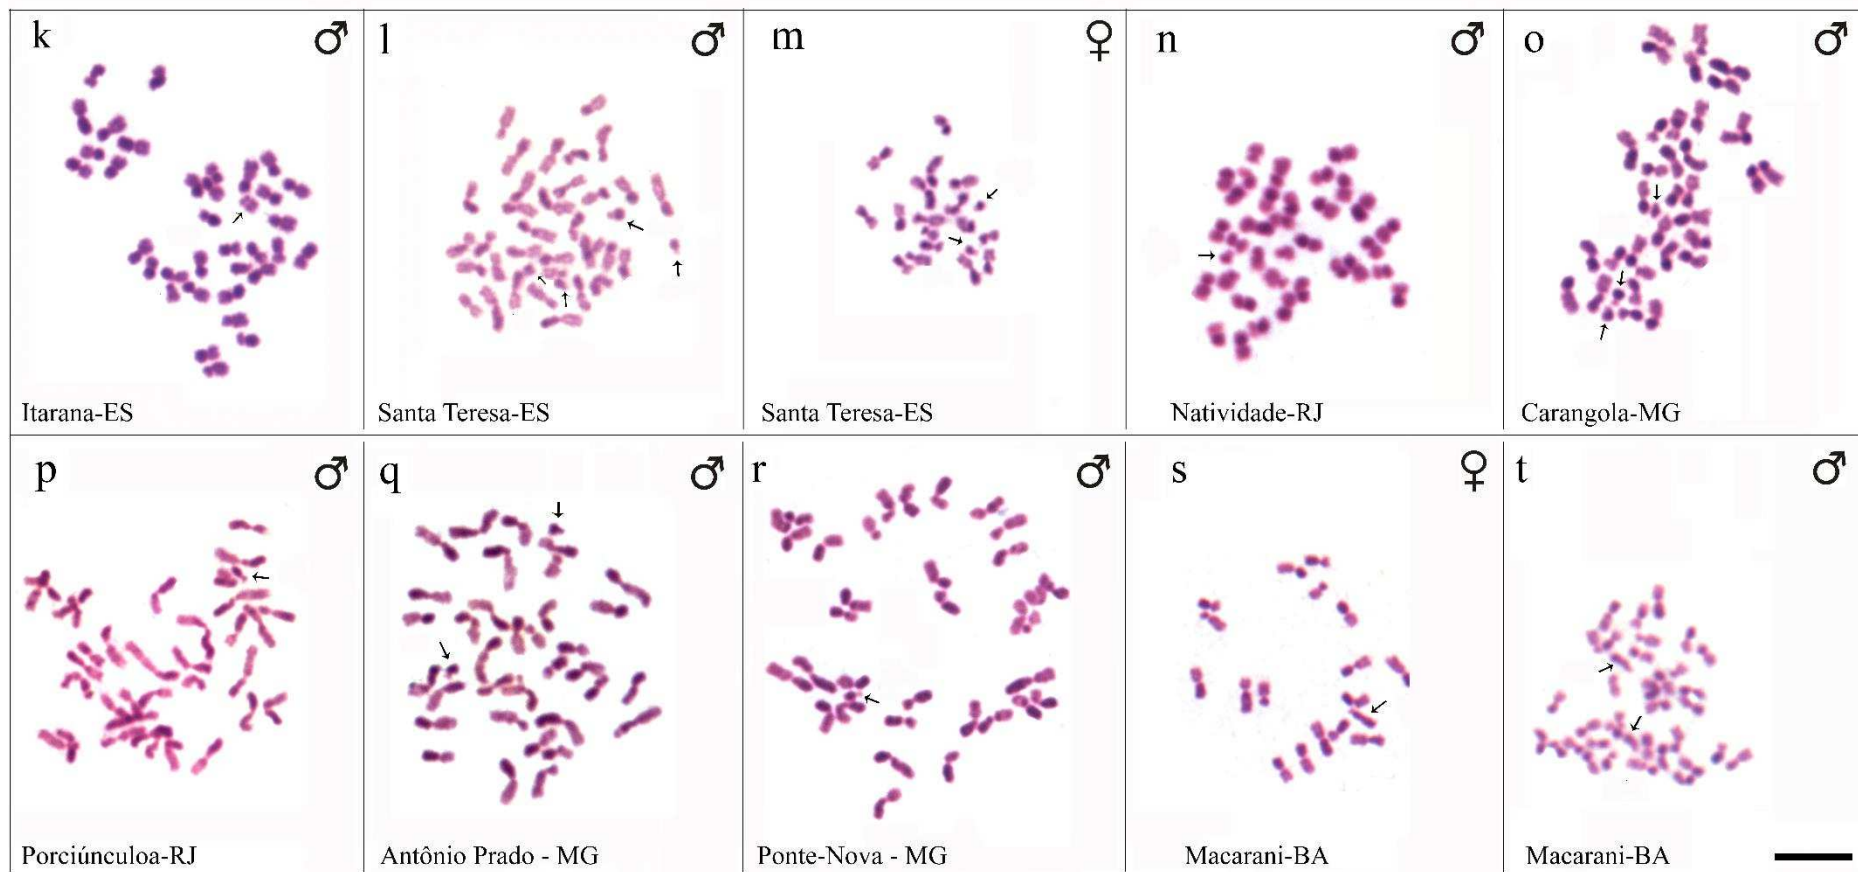 k ♂
l ♂
m ♀
n ♂
o ♂
Itarana-ES
Santa Teresa-ES
Santa Teresa-ES
Natividade-RJ
Carangola-MG
p ♂
q ♂
r ♂
s ♀
t ♂
Porciúnculoa-RJ
Antônio Prado - MG
Ponte-Nova - MG
Macarani-BA
Macarani-BA